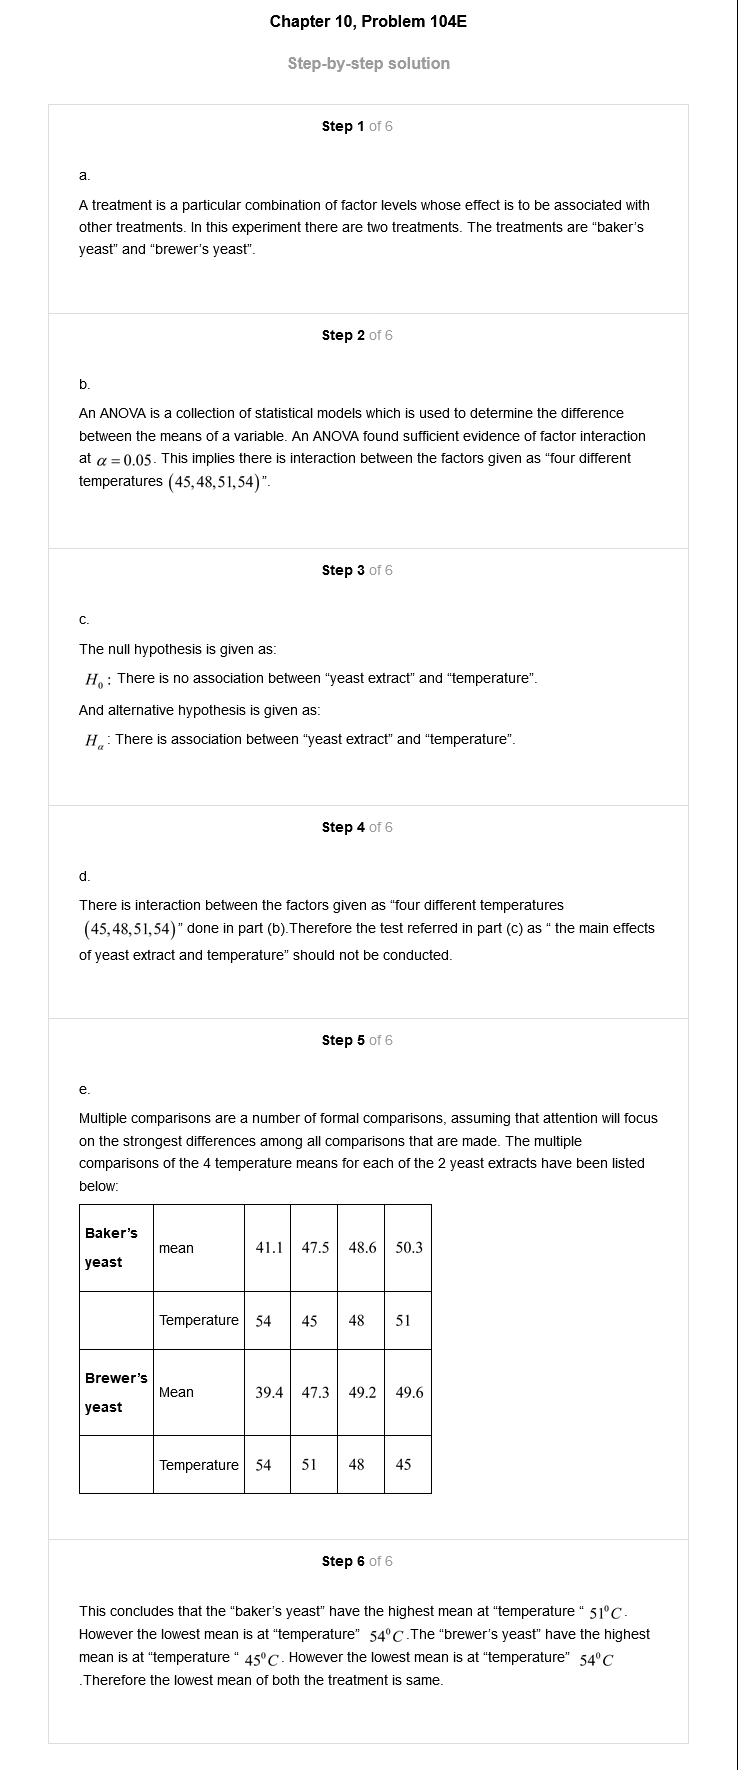 Chapter 10, Problem 104E
Step-by-step solution
Step 1 of 6
a.
A treatment is a particular combination of factor levels whose effect is to be associated with
other treatments. In this experiment there are two treatments. The treatments are “baker’s
yeast” and “brewer’s yeast”.
Step 2 of 6
b.
An ANOVA is a collection of statistical models which is used to determine the difference
between the means of a variable. An ANOVA found sufficient evidence of factor interaction
at α = 0.05. This implies there is interaction between the factors given as “four different
temperatures (45,48,51,54)”.
Step 3 of 6
c.
The null hypothesis is given as:
H₀ : There is no association between “yeast extract” and “temperature”.
And alternative hypothesis is given as:
Hₐ : There is association between “yeast extract” and “temperature”.
Step 4 of 6
d.
There is interaction between the factors given as “four different temperatures
(45,48,51,54)” done in part (b).Therefore the test referred in part (c) as “ the main effects
of yeast extract and temperature” should not be conducted.
Step 5 of 6
e.
Multiple comparisons are a number of formal comparisons, assuming that attention will focus
on the strongest differences among all comparisons that are made. The multiple
comparisons of the 4 temperature means for each of the 2 yeast extracts have been listed
below:
Baker’s yeast mean 41.1 47.5 48.6 50.3
Temperature 54 45 48 51
Brewer’s yeast Mean 39.4 47.3 49.2 49.6
Temperature 54 51 48 45
Step 6 of 6
This concludes that the “baker’s yeast” have the highest mean at “temperature “ 51⁰C.
However the lowest mean is at “temperature” 54⁰C.The “brewer’s yeast” have the highest
mean is at “temperature “ 45⁰C. However the lowest mean is at “temperature” 54⁰C
.Therefore the lowest mean of both the treatment is same.